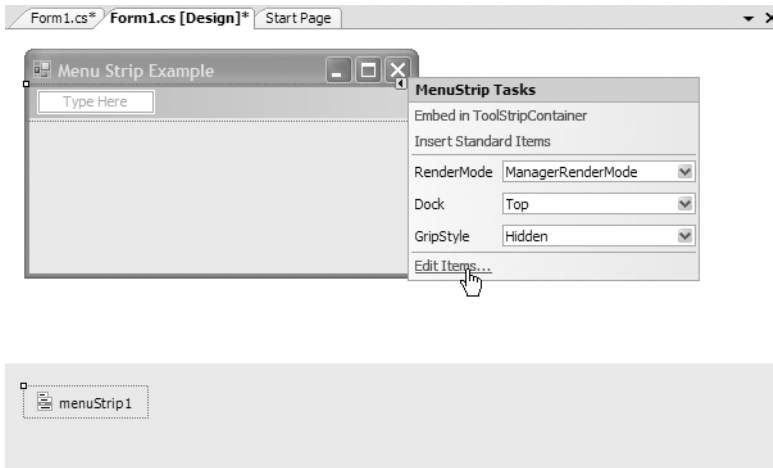 Form1.cs* Form1.cs [Design]* Start Page
Menu Strip Example
Type Here
MenuStrip Tasks
Embed in ToolStripContainer
Insert Standard Items
RenderMode ManagerRenderMode
Dock Top
GripStyle Hidden
Edit Items...
menuStrip1